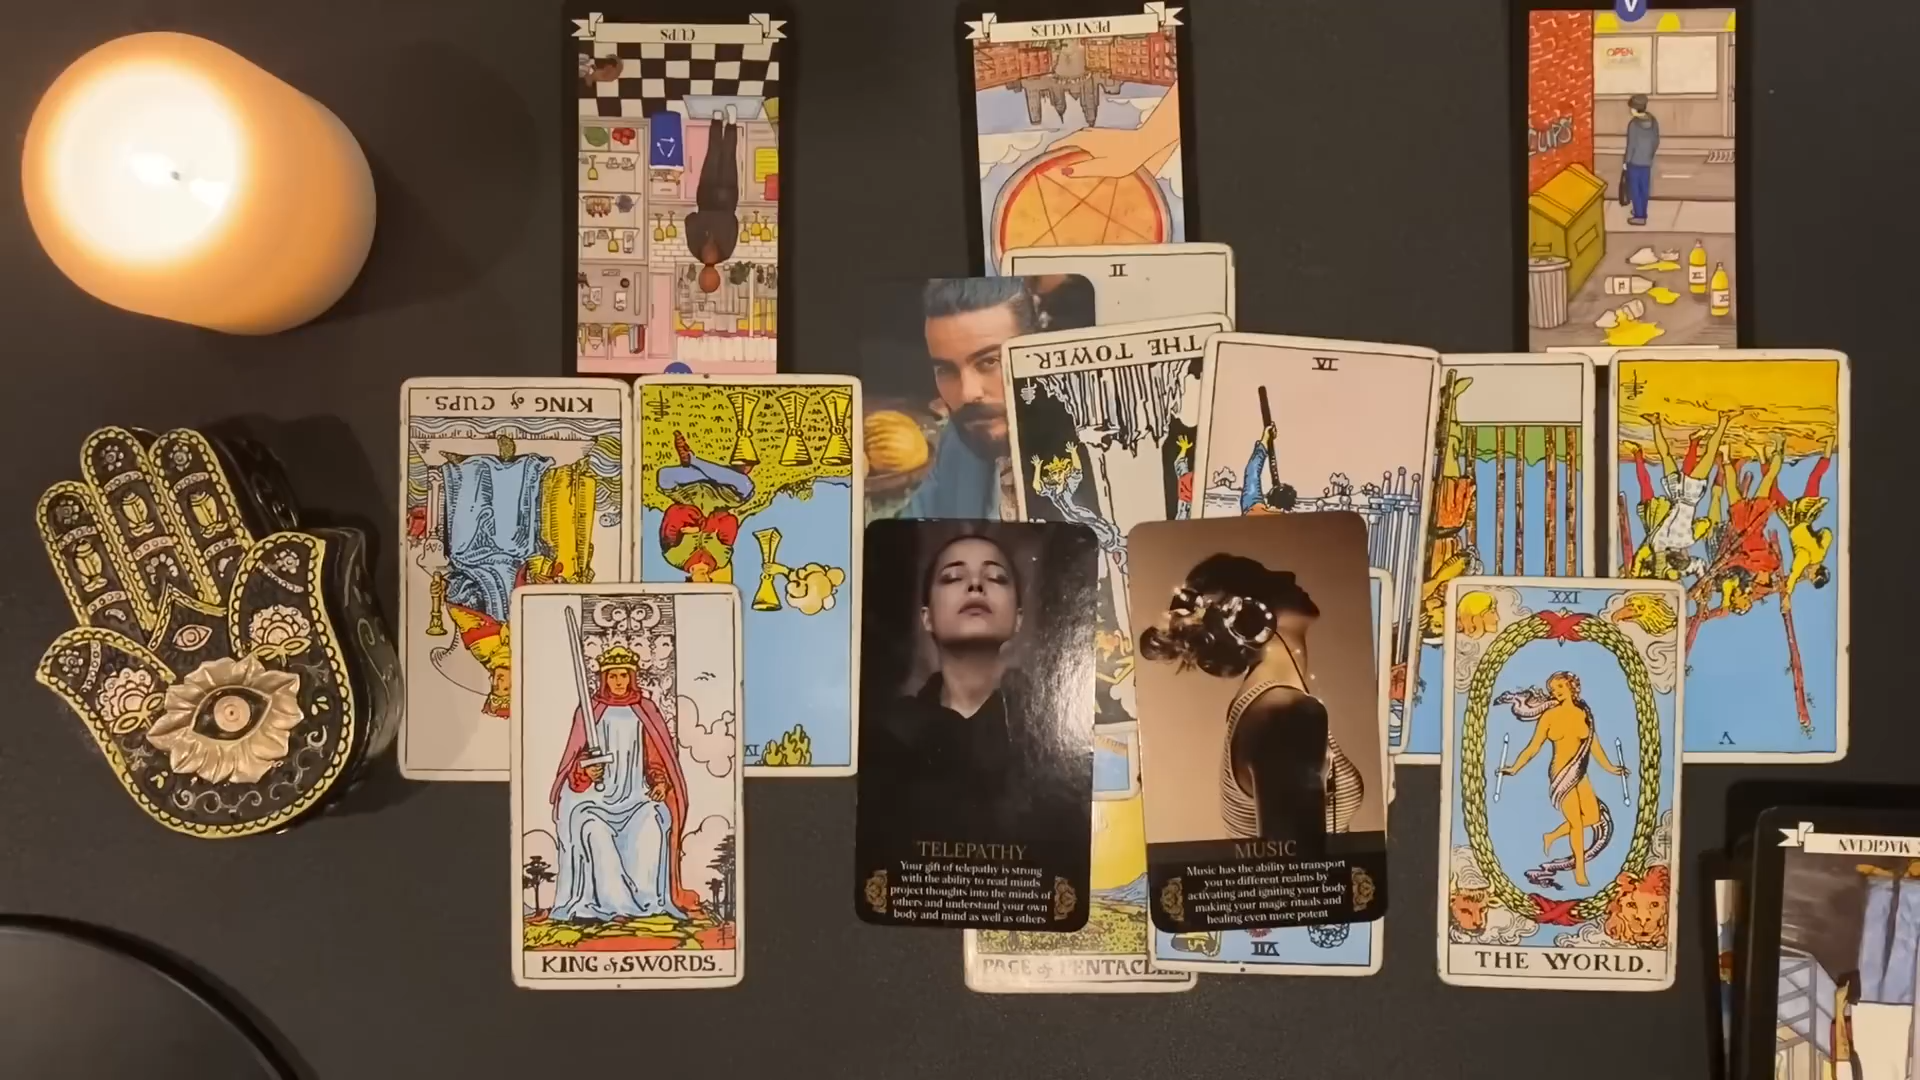 CUPS
PENTACLES
V
OPEN
CUPS
II
THE TOWER.
IX
KING of CUPS.
XXI
V
VI
TELEPATHY
Your gift of telepathy is strong
with the ability to read minds
project thoughts into the minds of
others and understand your own
body and mind as well as others
MUSIC
Music has the ability to transport
you to different realms by
activating and igniting your body
making your magic rituals and
healing even more potent
MAGICIAN
VII
KING of SWORDS.
PAGE of PENTACLES
THE WORLD.